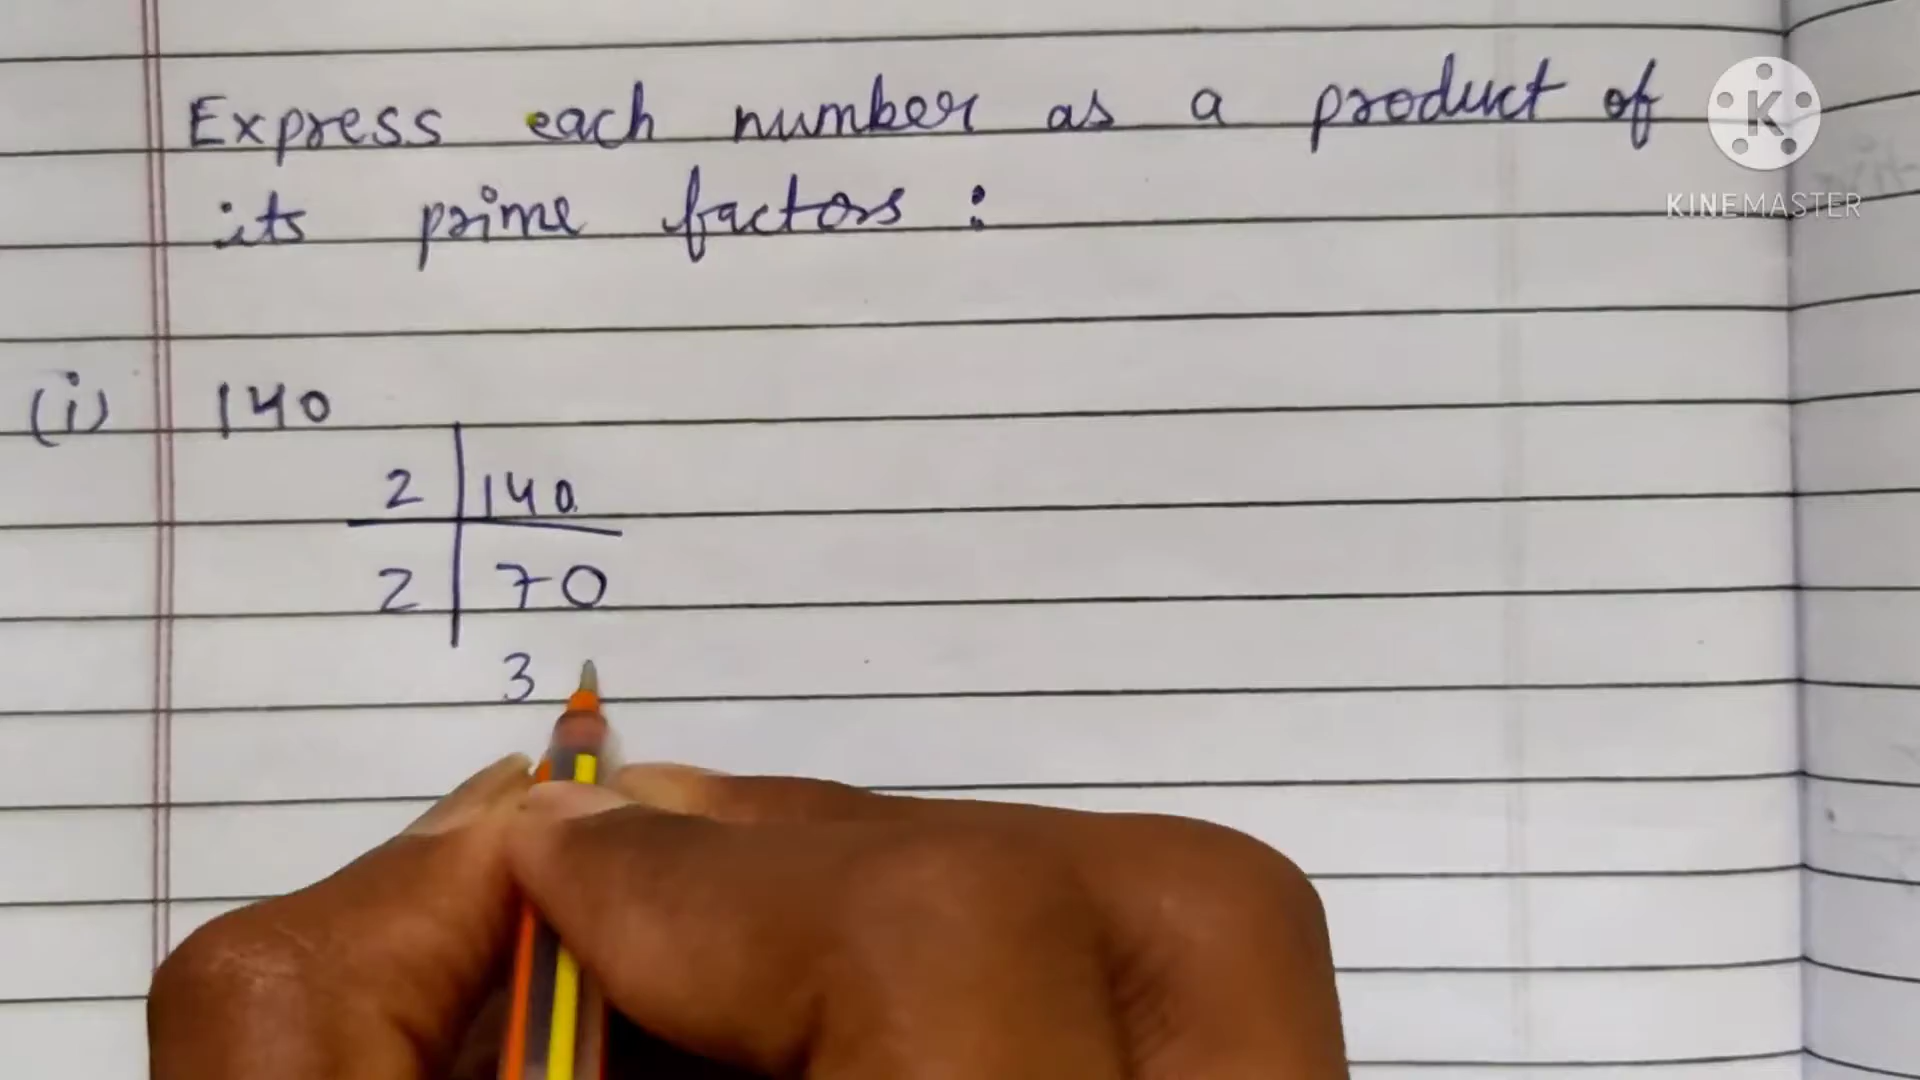 Express each number as a product of
its prime factors :
K
KINEMASTER
(i) 140
2 | 140
2 | 70
3